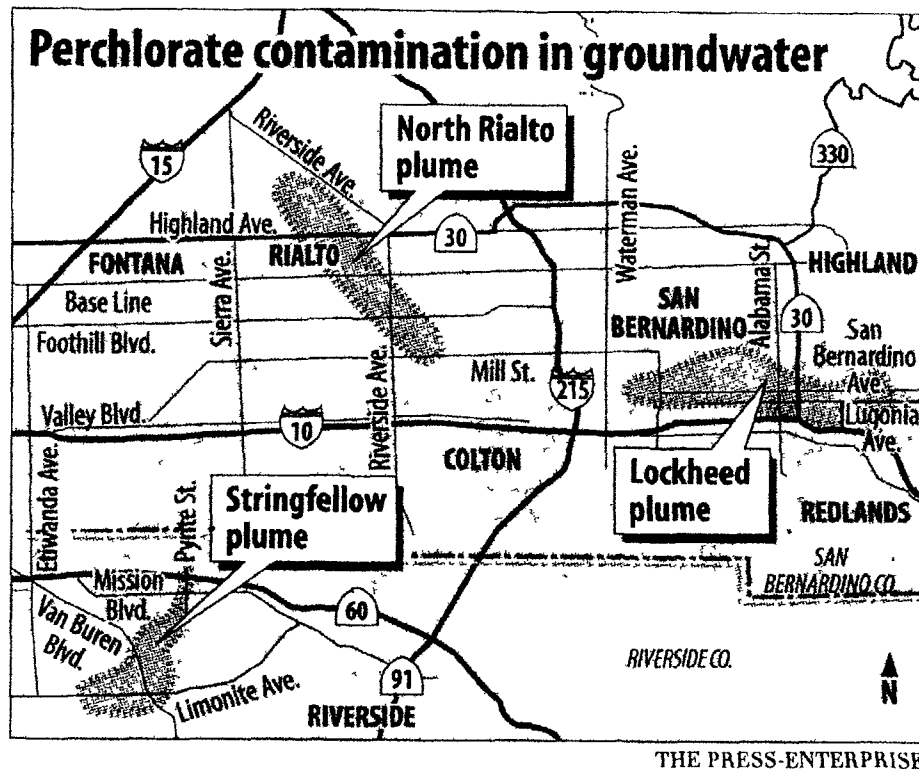 Perchlorate contamination in groundwater
North Rialto
plume
Riverside Ave.
15
330
Highland Ave.
30
Waterman Ave.
Alabama St.
FONTANA
RIALTO
HIGHLAND
Sierra Ave.
Base Line
SAN
BERNARDINO
30
Foothill Blvd.
San
Bernardino
Ave.
Mill St.
215
Riverside Ave.
Valley Blvd.
10
Lugonia
Ave.
COLTON
Lockheed
plume
Stringfellow
plume
REDLANDS
Etiwanda Ave.
Pyrite St.
SAN
BERNARDINO CO.
Mission
Blvd.
60
Van Buren
Blvd.
RIVERSIDE CO.
91
N
Limonite Ave.
RIVERSIDE
THE PRESS-ENTERPRISE